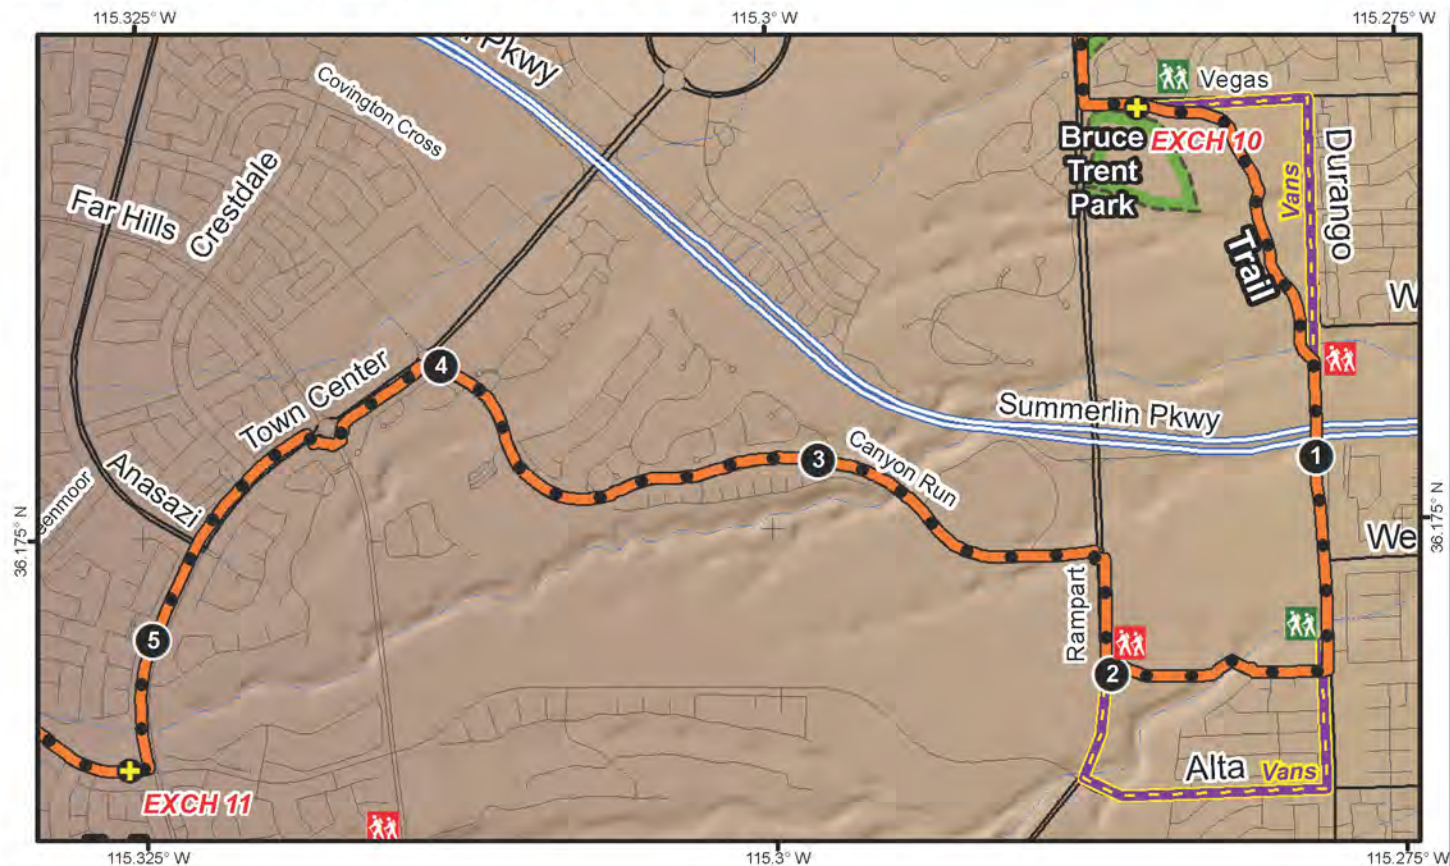 115.325° W
115.3° W
115.275° W
Pkwy
Covington Cross
Vegas
Bruce
Trent
Park
EXCH 10
Vans
Durango
Far Hills
Crestdale
Trail
W
4
Town Center
Summerlin Pkwy
1
3
Canyon Run
Anasazi
eenmoor
36.175° N
36.175° N
We
Rampart
5
2
Alta
Vans
EXCH 11
115.325° W
115.3° W
115.275° W